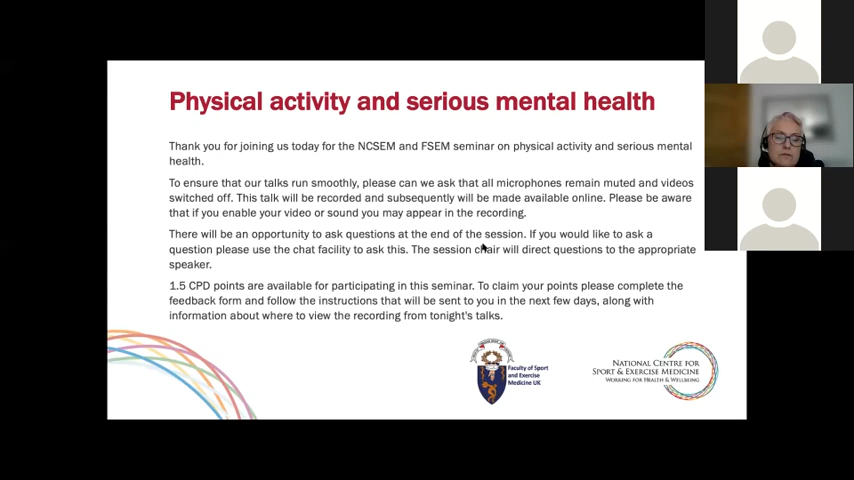 Physical activity and serious mental health
Thank you for joining us today for the NCSEM and FSEM seminar on physical activity and serious mental
health.
To ensure that our talks run smoothly, please can we ask that all microphones remain muted and videos
switched off. This talk will be recorded and subsequently will be made available online. Please be aware
that if you enable your video or sound you may appear in the recording.
There will be an opportunity to ask questions at the end of the session. If you would like to ask a
question please use the chat facility to ask this. The session chair will direct questions to the appropriate
speaker.
1.5 CPD points are available for participating in this seminar. To claim your points please complete the
feedback form and follow the instructions that will be sent to you in the next few days, along with
information about where to view the recording from tonight's talks.
Faculty of Sport
and Exercise
Medicine UK
NATIONAL CENTRE FOR
SPORT & EXERCISE MEDICINE
WORKING FOR HEALTH & WELLBEING